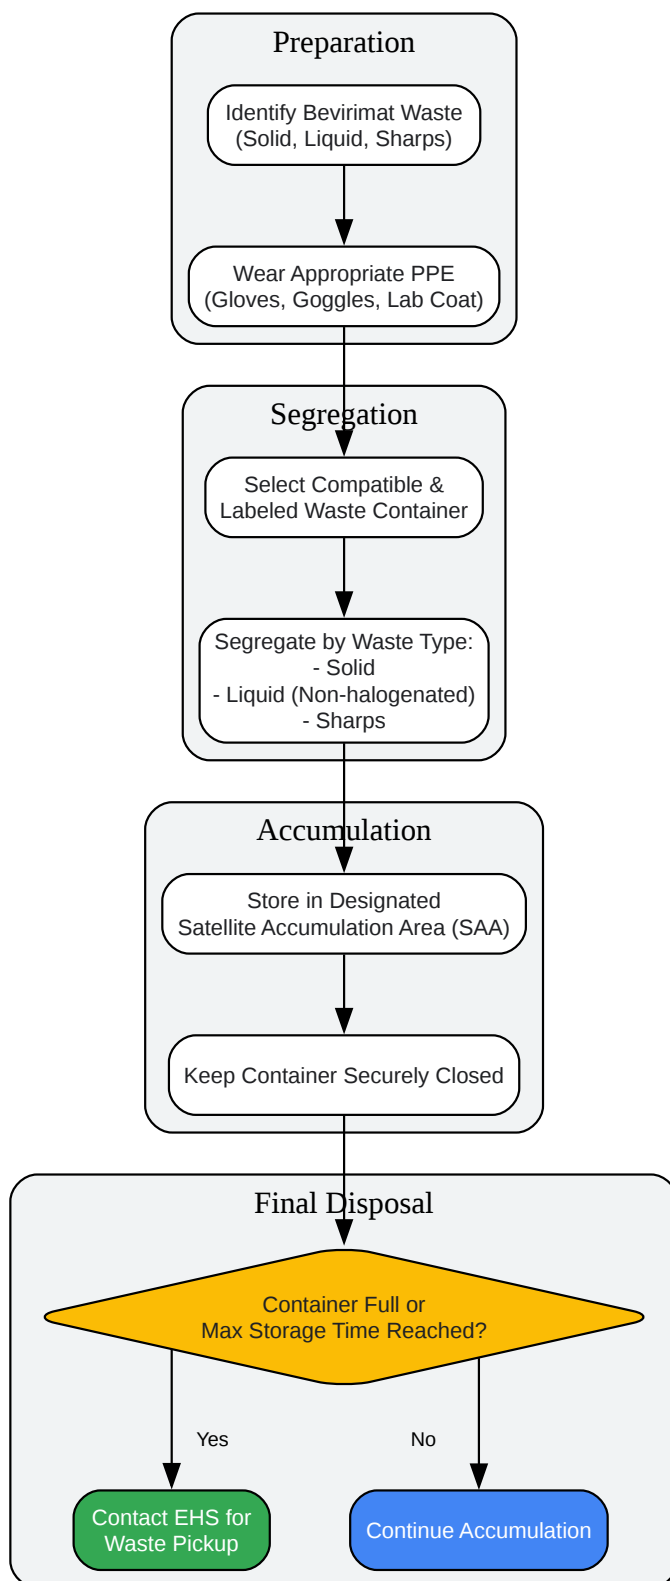 Preparation
Identify Bevirimat Waste
(Solid, Liquid, Sharps)
Wear Appropriate PPE
(Gloves, Goggles, Lab Coat)
Segregation
Select Compatible &
Labeled Waste Container
Segregate by Waste Type:
- Solid
- Liquid (Non-halogenated)
- Sharps
Accumulation
Store in Designated
Satellite Accumulation Area (SAA)
Keep Container Securely Closed
Final Disposal
Container Full or
Max Storage Time Reached?
Yes
No
Contact EHS for
Waste Pickup
Continue Accumulation